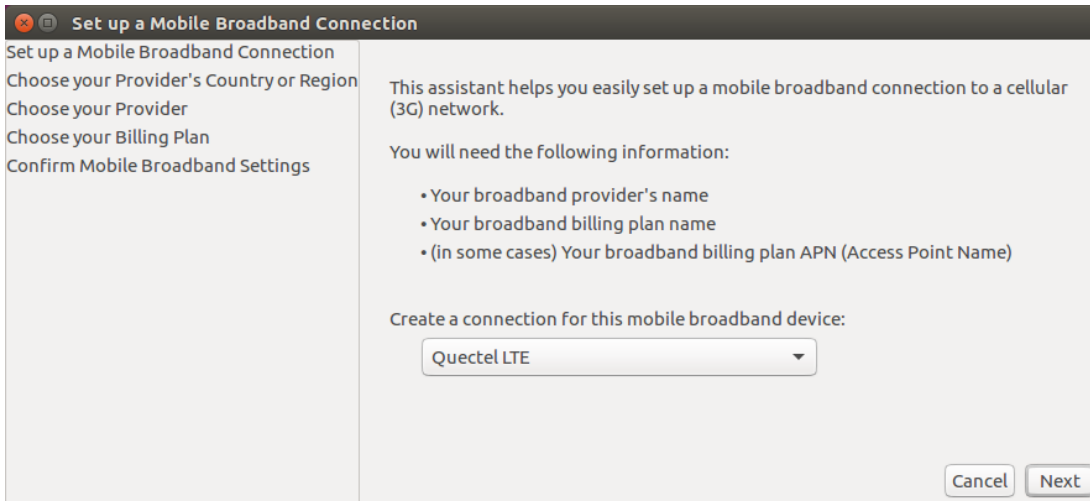 Set up a Mobile Broadband Connection
Set up a Mobile Broadband Connection
Choose your Provider's Country or Region
Choose your Provider
Choose your Billing Plan
Confirm Mobile Broadband Settings
This assistant helps you easily set up a mobile broadband connection to a cellular
(3G) network.
You will need the following information:
• Your broadband provider's name
• Your broadband billing plan name
• (in some cases) Your broadband billing plan APN (Access Point Name)
Create a connection for this mobile broadband device:
Quectel LTE
Cancel Next